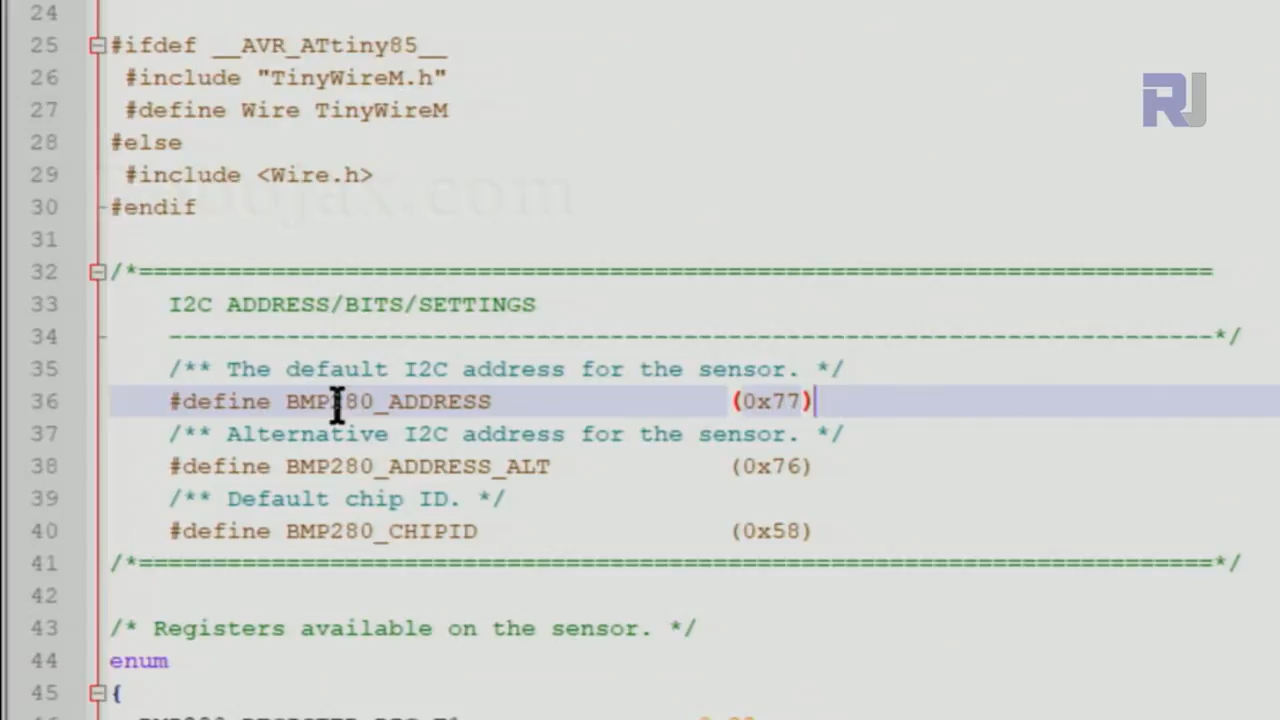 24
25 #ifdef __AVR_ATtiny85__
26 #include "TinyWireM.h"
27 #define Wire TinyWireM
28 #else
29 #include <Wire.h>
30 #endif
31
32 /*=========================================================================
33 I2C ADDRESS/BITS/SETTINGS
34 -----------------------------------------------------------------------*/
35 /** The default I2C address for the sensor. */
36 #define BMP280_ADDRESS (0x77)
37 /** Alternative I2C address for the sensor. */
38 #define BMP280_ADDRESS_ALT (0x76)
39 /** Default chip ID. */
40 #define BMP280_CHIPID (0x58)
41 /*=========================================================================*/
42
43 /* Registers available on the sensor. */
44 enum
45 {
RJ